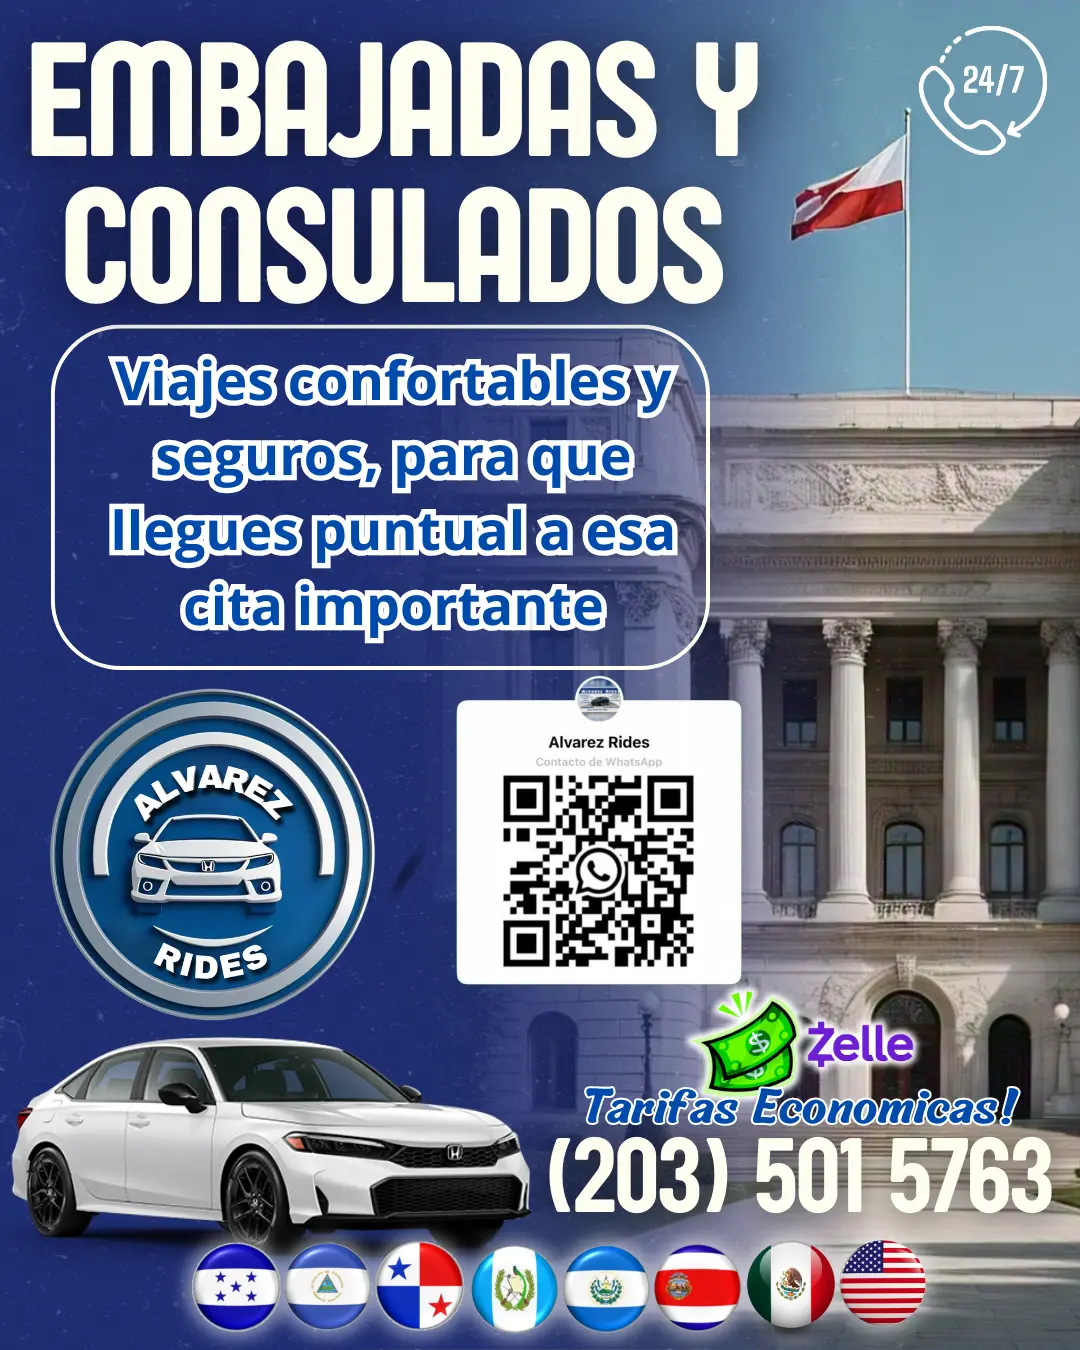 EMBAJADAS Y
CONSULADOS
24/7
Viajes confortables y
seguros, para que
llegues puntual a esa
cita importante
ALVAREZ
RIDES
Alvarez Rides
Contacto de WhatsApp
Zelle
Tarifas Economicas!
(203) 501 5763